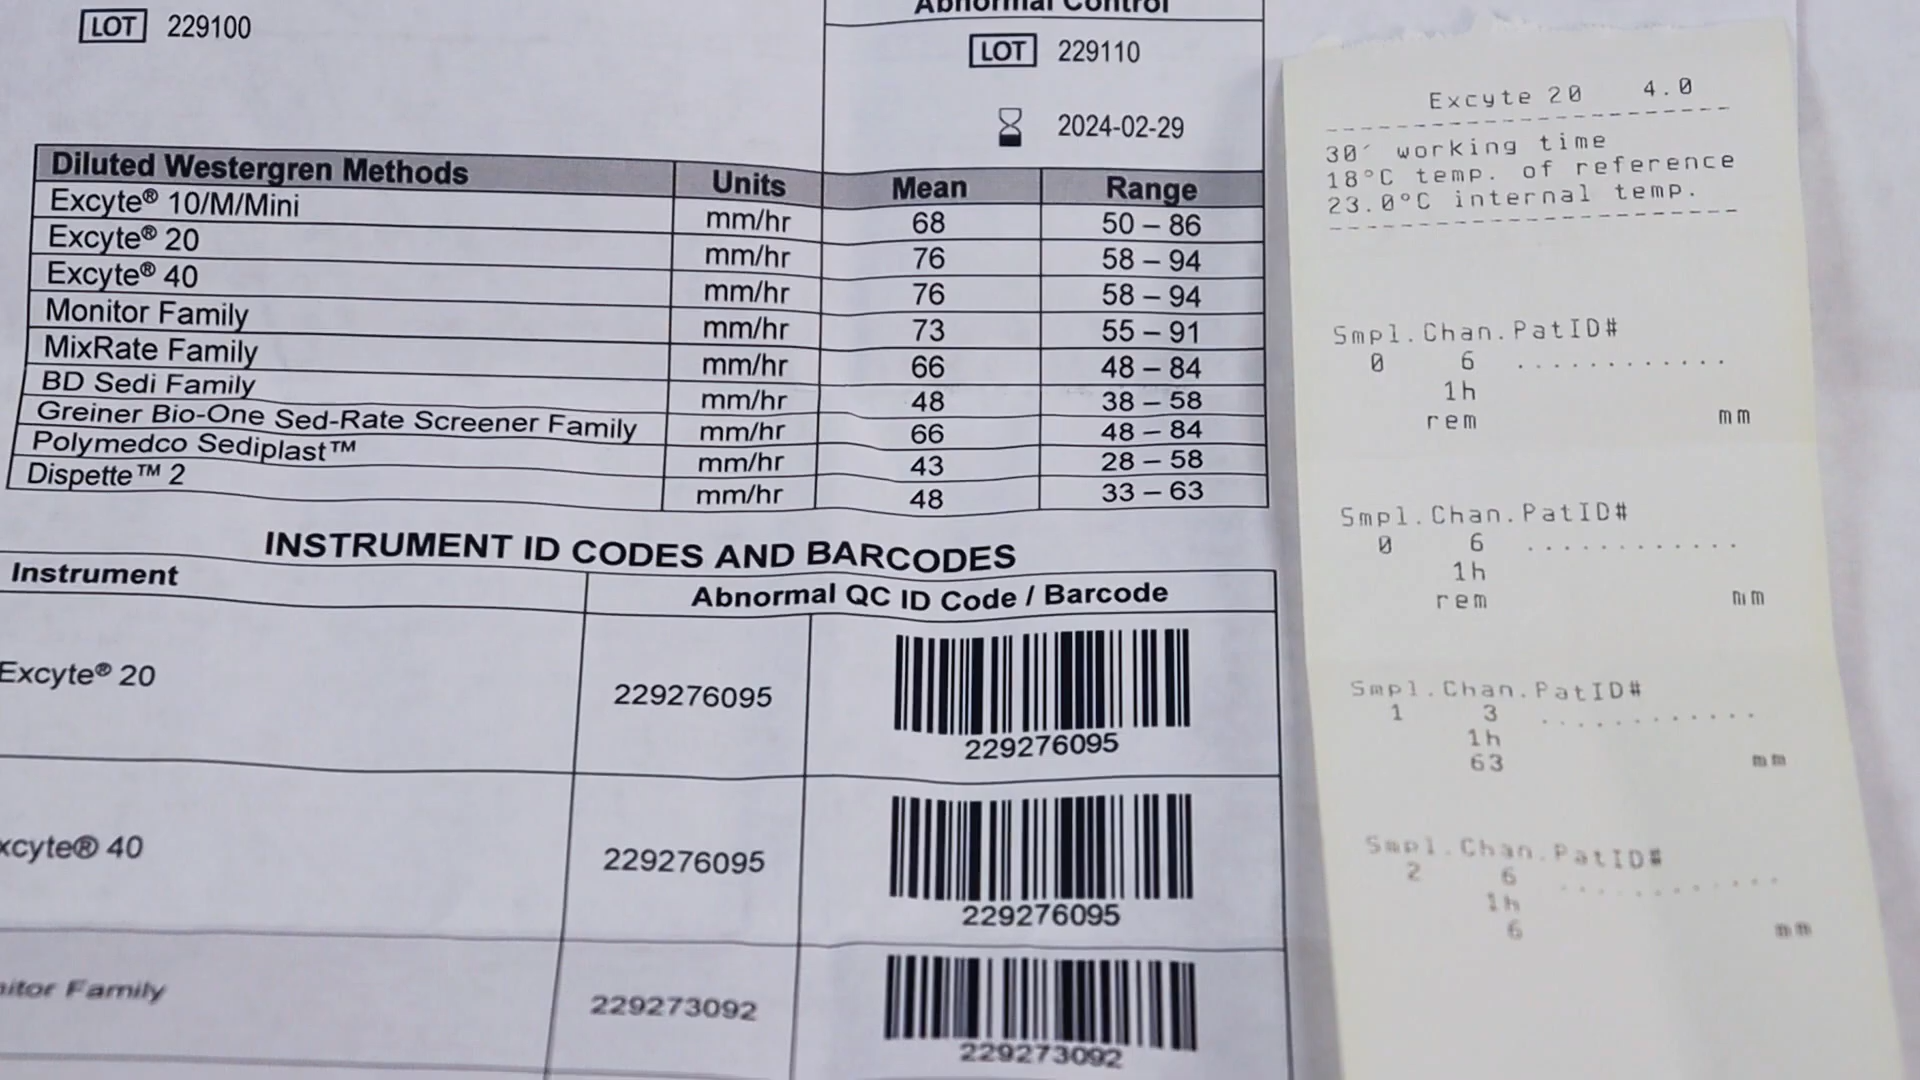 LOT 229100
Abnormal Control
LOT 229110
2024-02-29
Diluted Westergren Methods Units Mean Range
Excyte® 10/M/Mini mm/hr 68 50 – 86
Excyte® 20 mm/hr 76 58 – 94
Excyte® 40 mm/hr 76 58 – 94
Monitor Family mm/hr 73 55 – 91
MixRate Family mm/hr 66 48 – 84
BD Sedi Family mm/hr 48 38 – 58
Greiner Bio-One Sed-Rate Screener Family mm/hr 66 48 – 84
Polymedco Sediplast™ mm/hr 43 28 – 58
Dispette™ 2 mm/hr 48 33 – 63
INSTRUMENT ID CODES AND BARCODES
Instrument Abnormal QC ID Code / Barcode
Excyte® 20 229276095
229276095
xcyte® 40 229276095
229276095
nitor Family 229273092
229273092
Excyte 20 4.0
30´ working time
18°C temp. of reference
23.0°C internal temp.
Smpl.Chan.PatID#
0 6 ............
1h
rem mm
Smpl.Chan.PatID#
0 6 ............
1h
rem mm
Smpl.Chan.PatID#
1 3 ............
1h
63 mm
Smpl.Chan.PatID#
2 6 ............
1h
6 mm